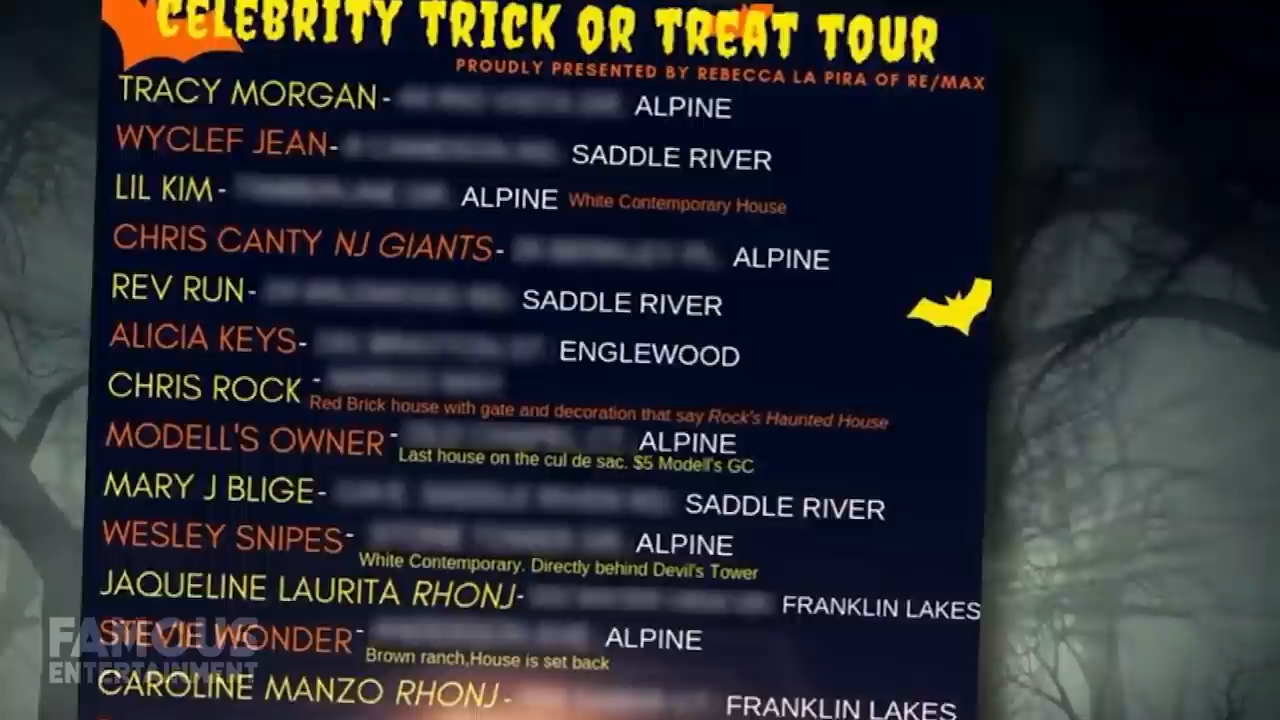 CELEBRITY TRICK OR TREAT TOUR
PROUDLY PRESENTED BY REBECCA LA PIRA OF RE/MAX
TRACY MORGAN- ALPINE
WYCLEF JEAN- SADDLE RIVER
LIL KIM- ALPINE White Contemporary House
CHRIS CANTY NJ GIANTS- ALPINE
REV RUN- SADDLE RIVER
ALICIA KEYS- ENGLEWOOD
CHRIS ROCK -
Red Brick house with gate and decoration that say Rock's Haunted House
MODELL'S OWNER - ALPINE
Last house on the cul de sac. $5 Modell's GC
MARY J BLIGE- SADDLE RIVER
WESLEY SNIPES- ALPINE
White Contemporary. Directly behind Devil's Tower
JAQUELINE LAURITA RHONJ- FRANKLIN LAKES
STEVIE WONDER - ALPINE
Brown ranch,House is set back
CAROLINE MANZO RHONJ- FRANKLIN LAKES
FAMOUS
ENTERTAINMENT